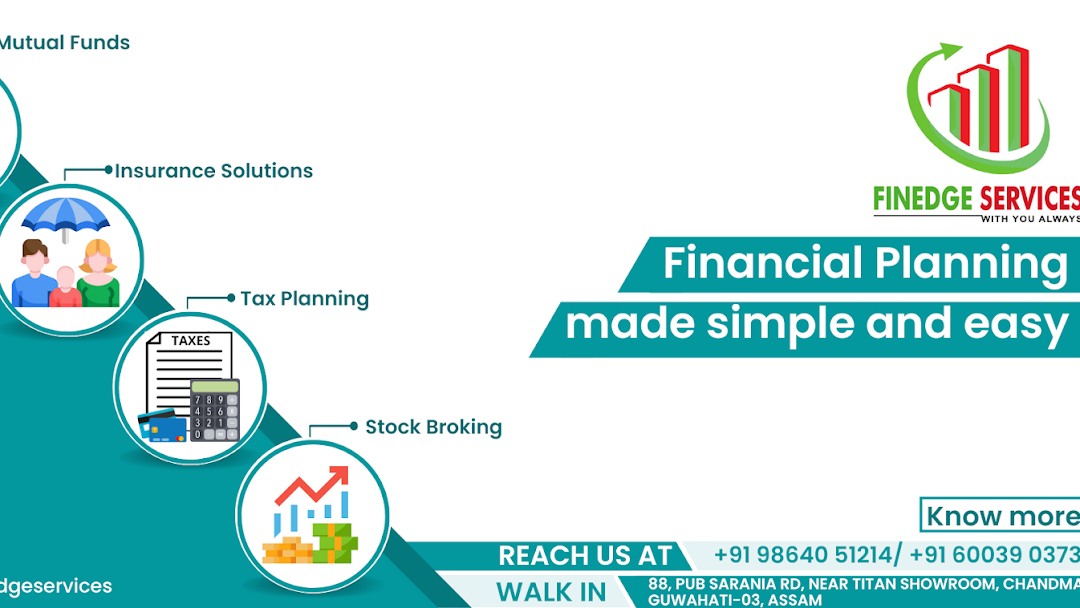 Mutual Funds
Insurance Solutions
Tax Planning
TAXES
7 8 9
4 5 6
3 2 1
0
Stock Broking
FINEDGE SERVICES
WITH YOU ALWAYS
Financial Planning
made simple and easy
Know more
REACH US AT +91 98640 51214/ +91 60039 0373
WALK IN 88, PUB SARANIA RD, NEAR TITAN SHOWROOM, CHANDMA
GUWAHATI-03, ASSAM
dgeservices